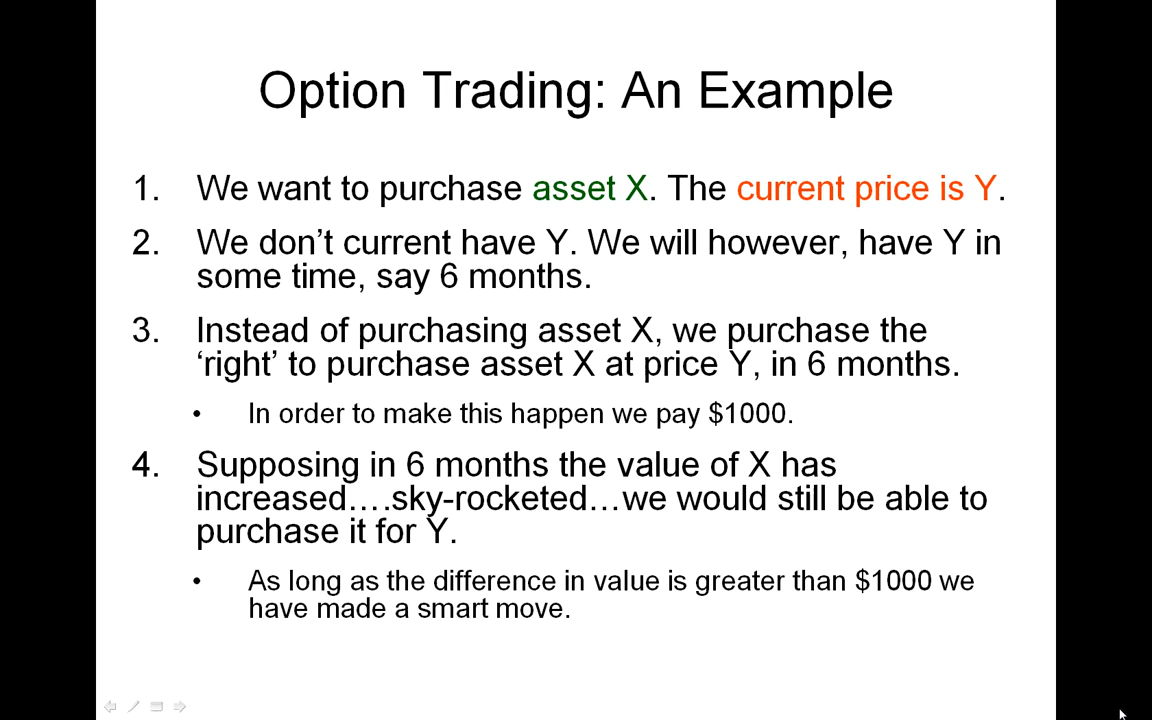 Option Trading: An Example
1. We want to purchase asset X. The current price is Y.
2. We don't current have Y. We will however, have Y in
some time, say 6 months.
3. Instead of purchasing asset X, we purchase the
‘right’ to purchase asset X at price Y, in 6 months.
• In order to make this happen we pay $1000.
4. Supposing in 6 months the value of X has
increased….sky-rocketed…we would still be able to
purchase it for Y.
• As long as the difference in value is greater than $1000 we
have made a smart move.